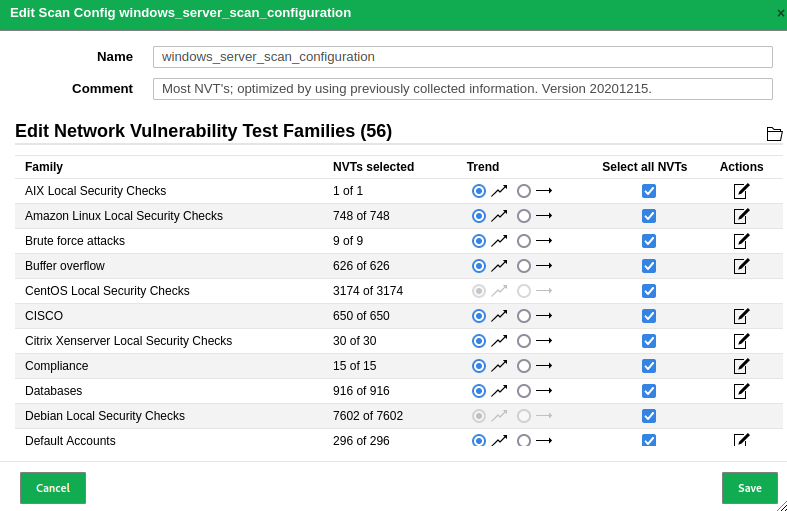 Edit Scan Config windows_server_scan_configuration
Name windows_server_scan_configuration
Comment Most NVT's; optimized by using previously collected information. Version 20201215.
Edit Network Vulnerability Test Families (56)
Family NVTs selected Trend Select all NVTs Actions
AIX Local Security Checks 1 of 1
Amazon Linux Local Security Checks 748 of 748
Brute force attacks 9 of 9
Buffer overflow 626 of 626
CentOS Local Security Checks 3174 of 3174
CISCO 650 of 650
Citrix Xenserver Local Security Checks 30 of 30
Compliance 15 of 15
Databases 916 of 916
Debian Local Security Checks 7602 of 7602
Default Accounts 296 of 296
Cancel Save